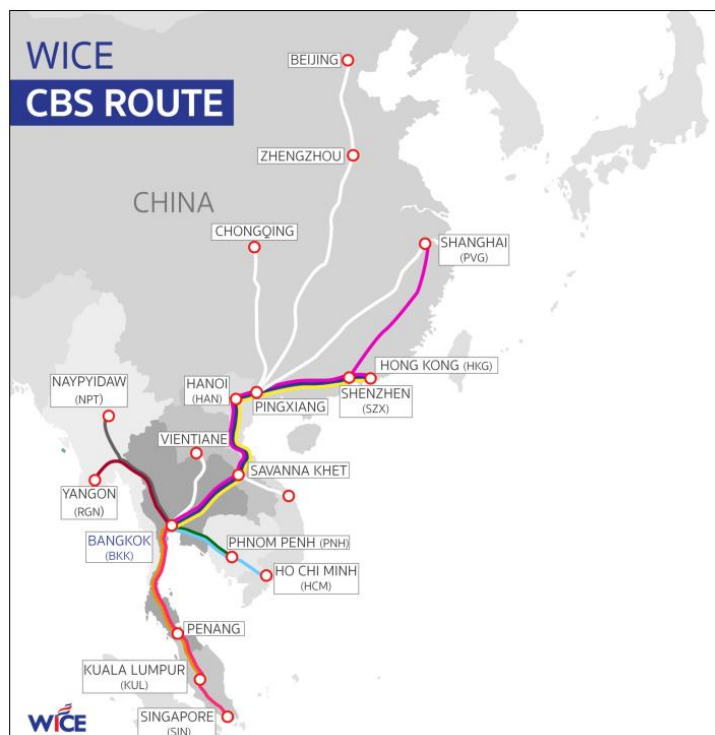 WICE
CBS ROUTE
BEIJING
ZHENGZHOU
CHINA
CHONGQING
SHANGHAI
(PVG)
HONG KONG (HKG)
NAYPYIDAW
(NPT)
HANOI
(HAN)
PINGXIANG
SHENZHEN
(SZX)
VIENTIANE
SAVANNA KHET
YANGON
(RGN)
BANGKOK
(BKK)
PHNOM PENH (PNH)
HO CHI MINH
(HCM)
PENANG
KUALA LUMPUR
(KUL)
SINGAPORE
(SIN)
WICE